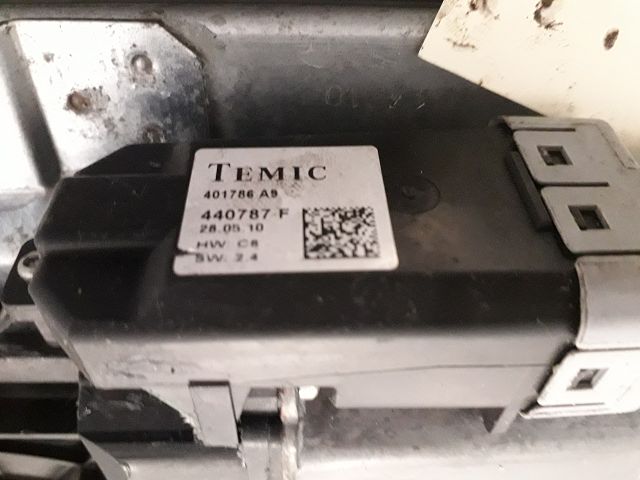 TEMIC
401786 A9
440787 F
28.05.10
HW. C8
SW. 2.4